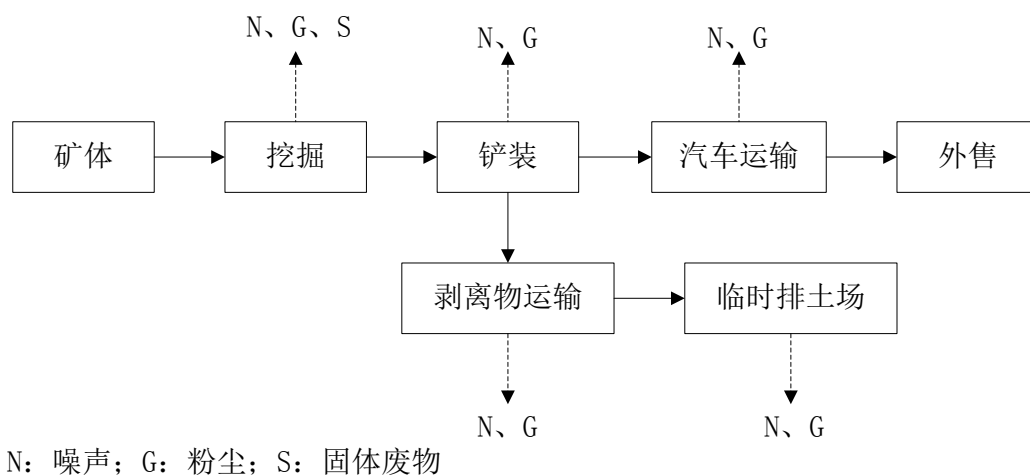 N、G、S
N、G
N、G
矿体
挖掘
铲装
汽车运输
外售
剥离物运输
临时排土场
N、G
N、G
N：噪声；G：粉尘；S：固体废物